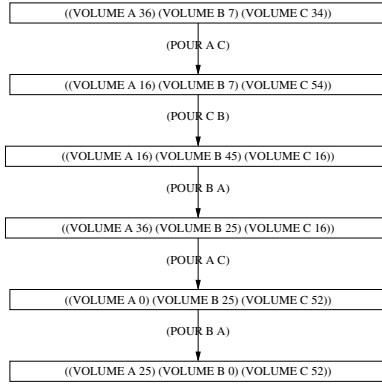 ((VOLUME A 36) (VOLUME B 7) (VOLUME C 34))
(POUR A C)
((VOLUME A 16) (VOLUME B 7) (VOLUME C 54))
(POUR C B)
((VOLUME A 16) (VOLUME B 45) (VOLUME C 16))
(POUR B A)
((VOLUME A 36) (VOLUME B 25) (VOLUME C 16))
(POUR A C)
((VOLUME A 0) (VOLUME B 25) (VOLUME C 52))
(POUR B A)
((VOLUME A 25) (VOLUME B 0) (VOLUME C 52))